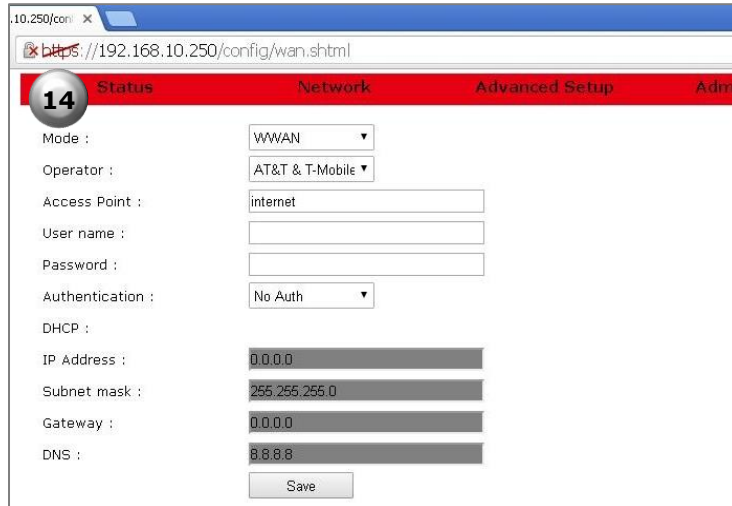 .10.250/con
https://192.168.10.250/config/wan.shtml
14
Status Network Advanced Setup Adm
Mode : WWAN
Operator : AT&T & T-Mobile
Access Point : internet
User name :
Password :
Authentication : No Auth
DHCP :
IP Address : 0.0.0.0
Subnet mask : 255.255.255.0
Gateway : 0.0.0.0
DNS : 8.8.8.8
Save